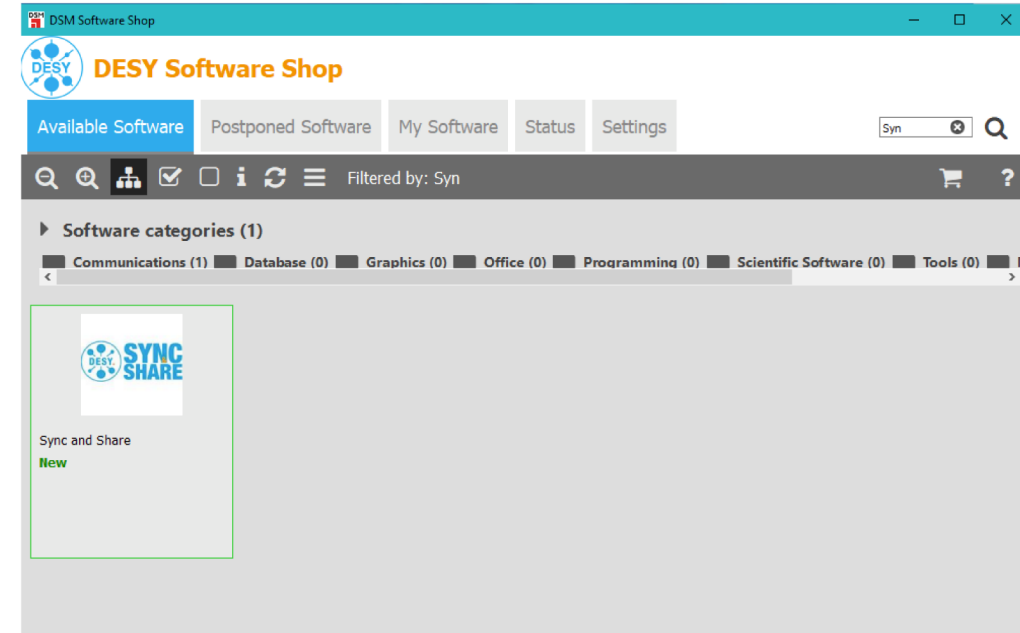 DSM DSM Software Shop
DESY DESY Software Shop
Available Software Postponed Software My Software Status Settings Syn
Filtered by: Syn ?
Software categories (1)
Communications (1) Database (0) Graphics (0) Office (0) Programming (0) Scientific Software (0) Tools (0)
DESY. SYNC
SHARE
Sync and Share
New